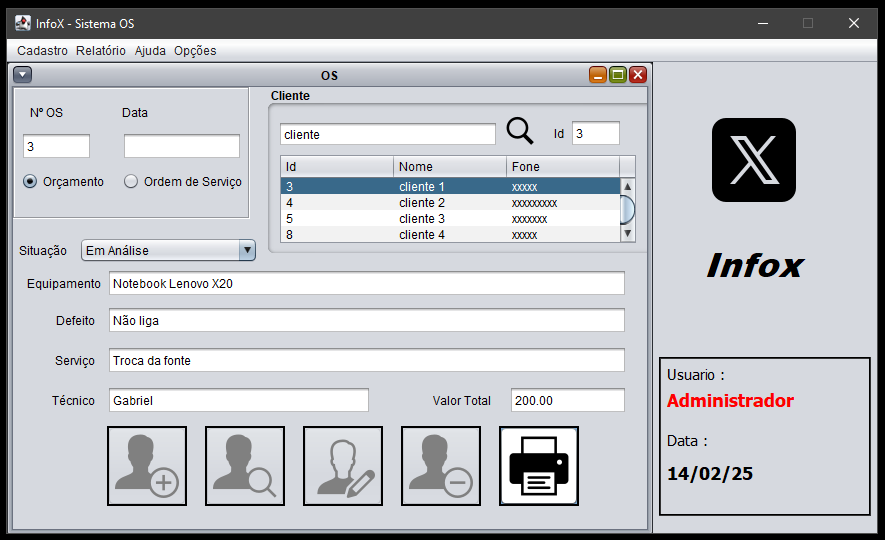 InfoX - Sistema OS
Cadastro Relatório Ajuda Opções
OS
Nº OS Data
3
Orçamento Ordem de Serviço
Cliente
cliente Id 3
Id Nome Fone
3 cliente 1 xxxxx
4 cliente 2 xxxxxxxxx
5 cliente 3 xxxxxxx
8 cliente 4 xxxxx
Situação Em Análise
Equipamento Notebook Lenovo X20
Defeito Não liga
Serviço Troca da fonte
Técnico Gabriel Valor Total 200.00
X
Infox
Usuario :
Administrador
Data :
14/02/25